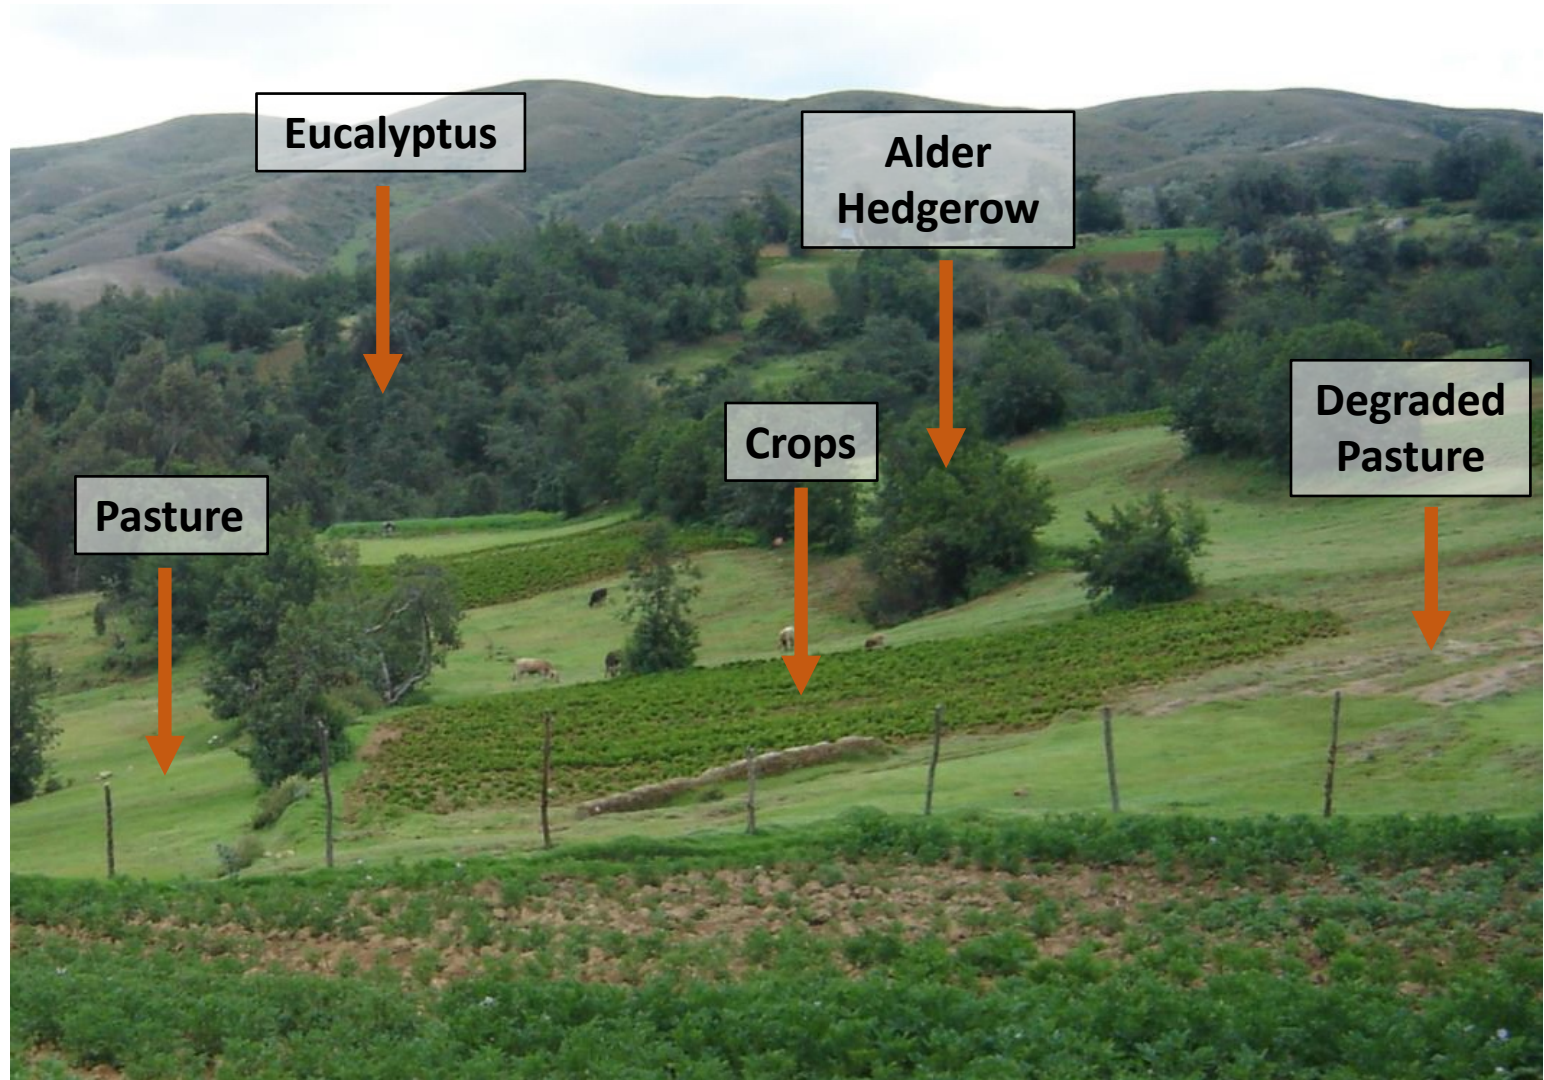 Eucalyptus
Alder
Hedgerow
Degraded
Pasture
Crops
Pasture